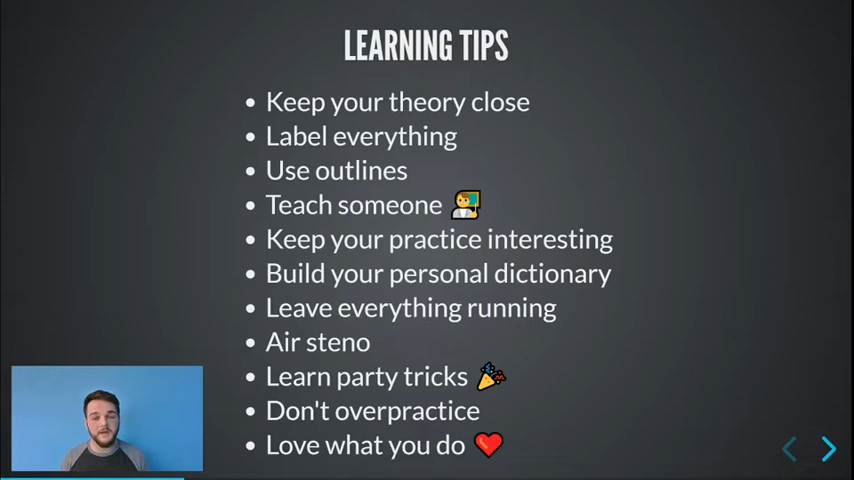 LEARNING TIPS
• Keep your theory close
• Label everything
• Use outlines
• Teach someone 🧑‍🏫
• Keep your practice interesting
• Build your personal dictionary
• Leave everything running
• Air steno
• Learn party tricks 🎉
• Don't overpractice
• Love what you do ❤️